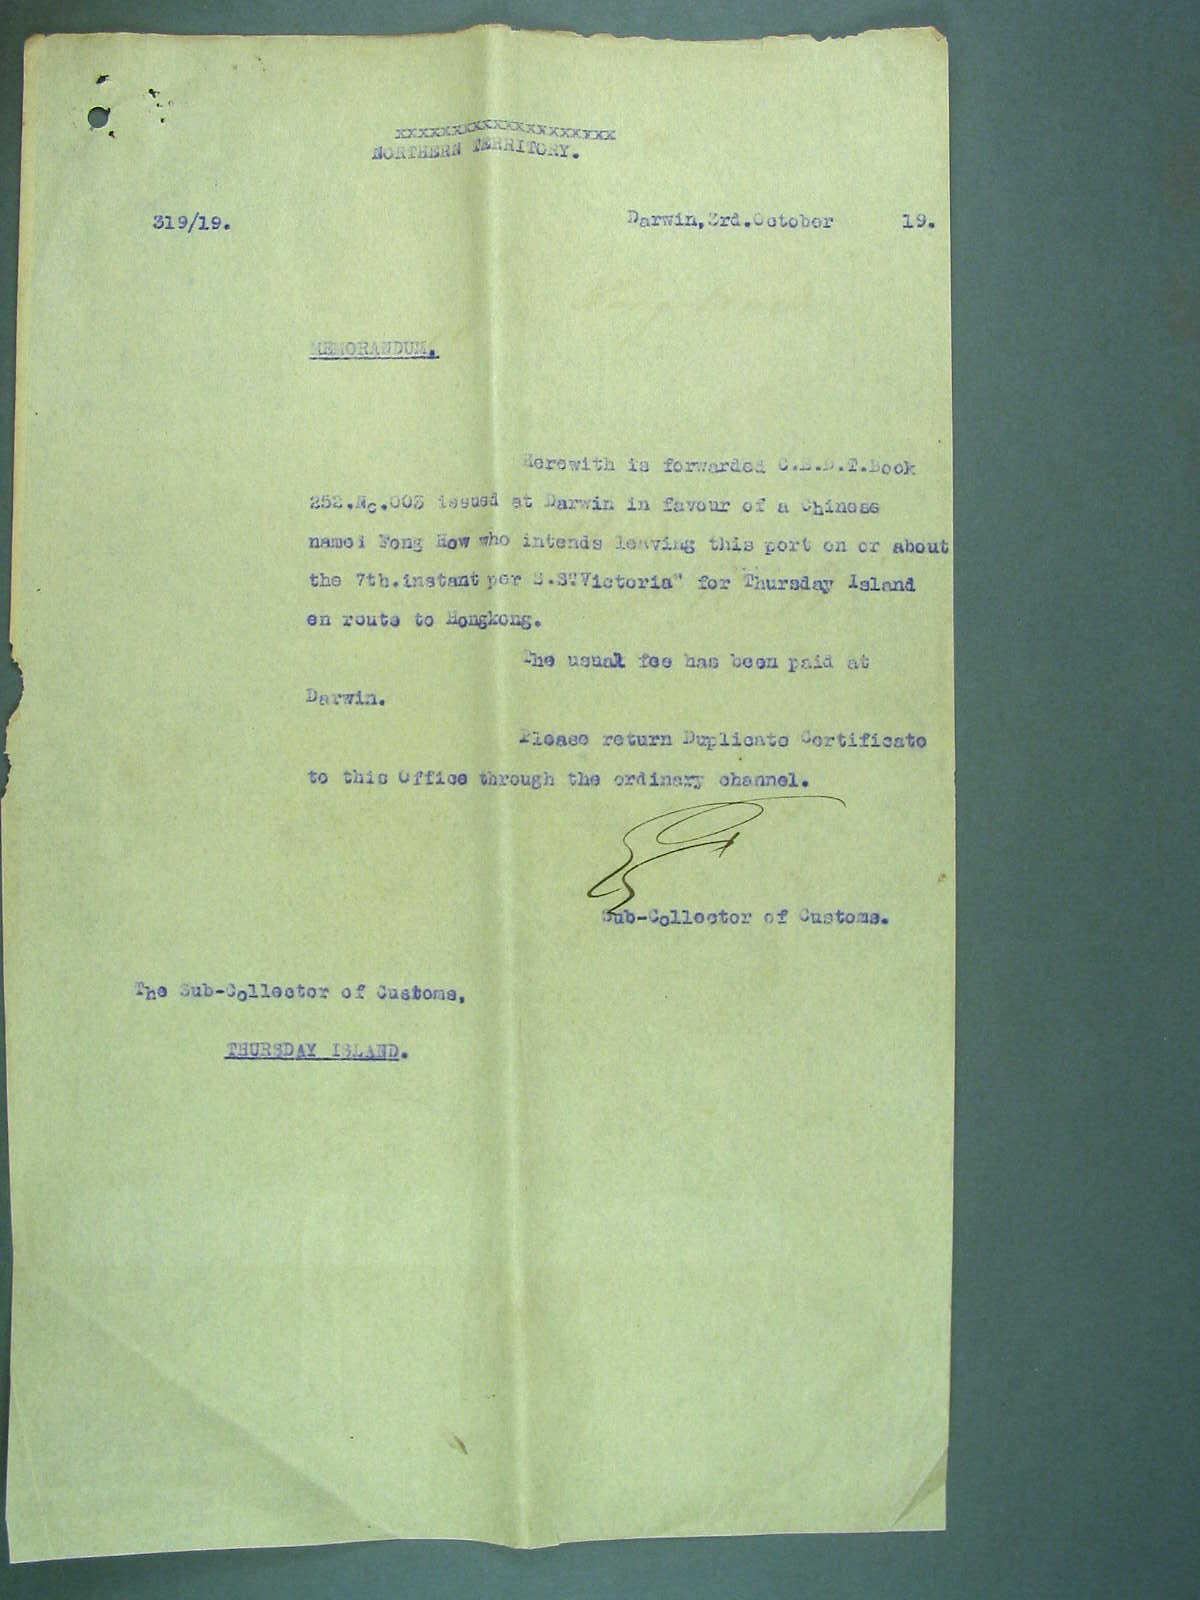 xxxxxxxxxxxxxxxxxxxx
NORTHERN TERRITORY.
319/19. Darwin,3rd.October 19.
MEMORANDUM.
Herewith is forwarded C.E.D.T.Book
252.No.003 issued at Darwin in favour of a Chinese
named Fong How who intends leaving this port on or about
the 7th.instant per S.S"Victoria" for Thursday Island
en route to Hongkong.
The usual fee has been paid at
Darwin.
Please return Duplicate Certificate
to this Office through the ordinary channel.
Sub-Collector of Customs.
The Sub-Collector of Customs,
THURSDAY ISLAND.